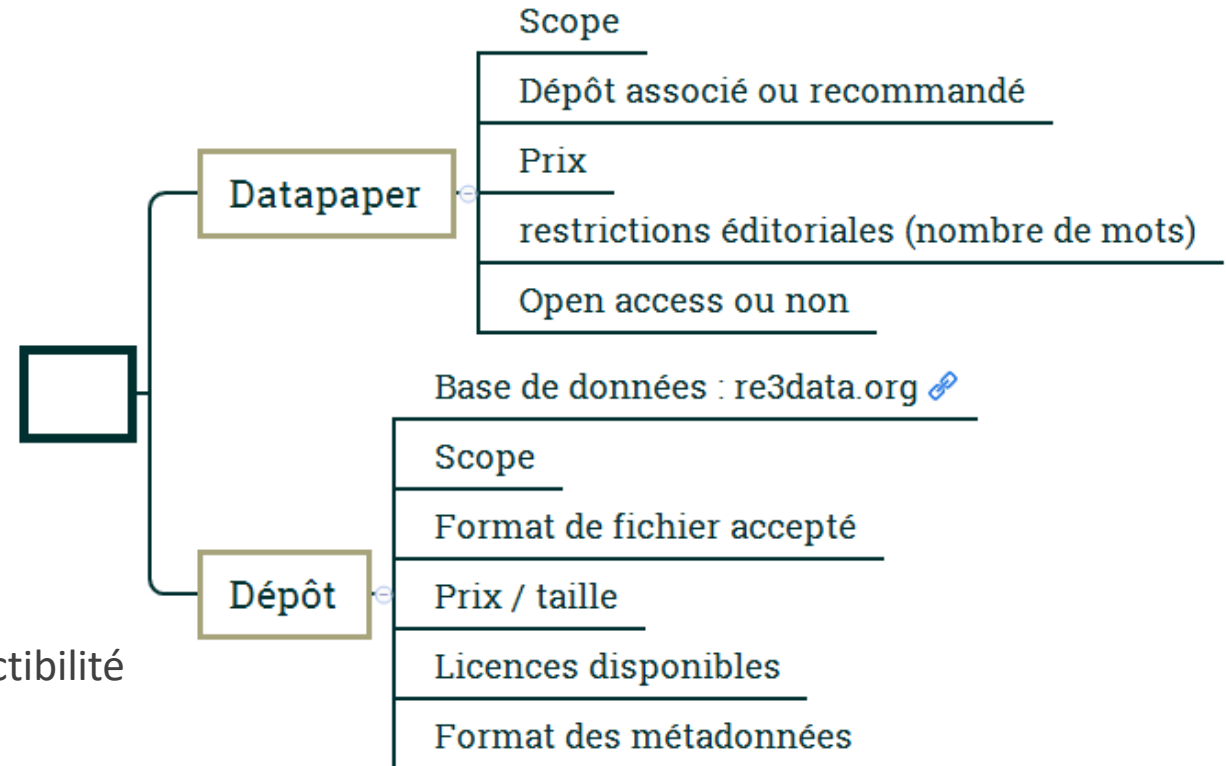 Scope
Dépôt associé ou recommandé
Prix
Datapaper
restrictions éditoriales (nombre de mots)
Open access ou non
Base de données : re3data.org
Scope
Format de fichier accepté
Dépôt
Prix / taille
ctibilité
Licences disponibles
Format des métadonnées